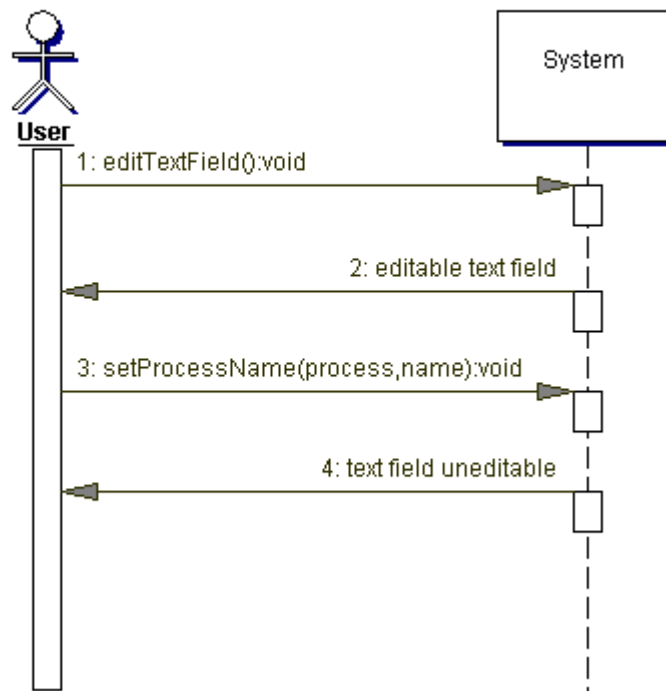 System
User
1: editTextField():void
2: editable text field
3: setProcessName(process,name):void
4: text field uneditable